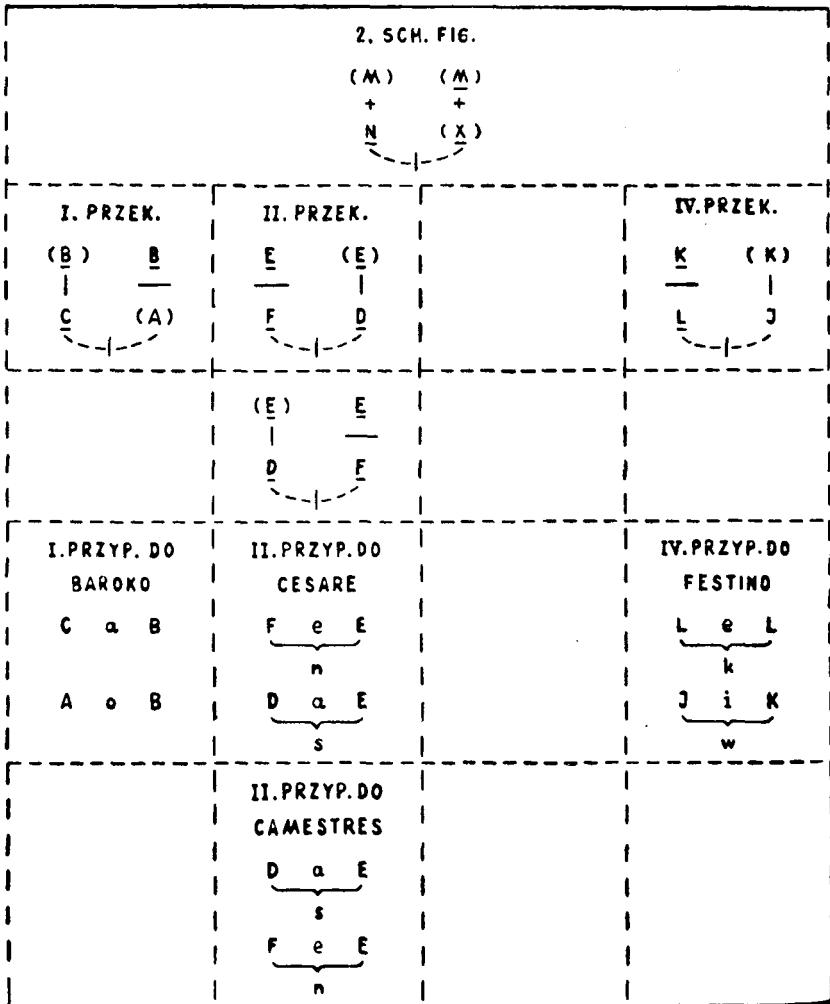 2. SCH. FIG.
(M) (M)
+ +
N (X)
I. PRZEK. II. PRZEK. IV. PRZEK.
(B) B E (E) K (K)
| — — | — |
C (A) F D L J
(E) E
| —
D F
I. PRZYP. DO II. PRZYP. DO IV. PRZYP. DO
BAROKO CESARE FESTINO
C a B F e E L e L
n k
A o B D a E J i K
s w
II. PRZYP. DO
CAMESTRES
D a E
s
F e E
n